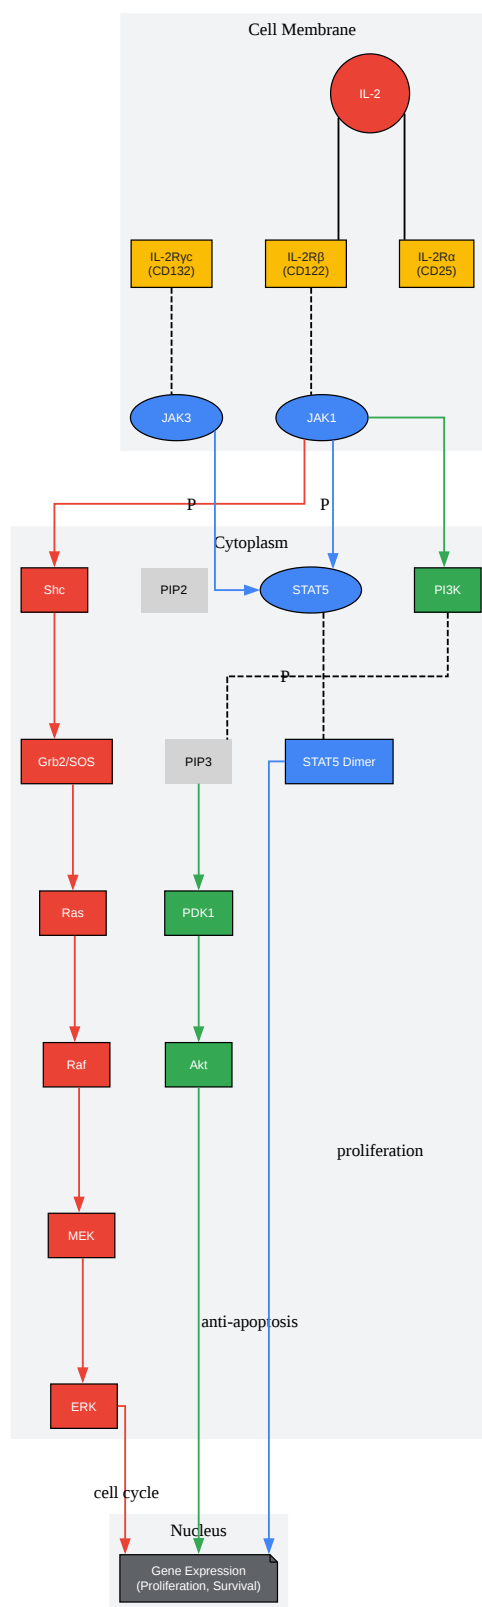 Cell Membrane
IL-2
IL-2Rγc
(CD132)
IL-2Rβ
(CD122)
IL-2Rα
(CD25)
JAK3
JAK1
P
P
Cytoplasm
Shc
PIP2
STAT5
PI3K
P
Grb2/SOS
PIP3
STAT5 Dimer
Ras
PDK1
Raf
Akt
proliferation
MEK
anti-apoptosis
ERK
cell cycle
Nucleus
Gene Expression
(Proliferation, Survival)